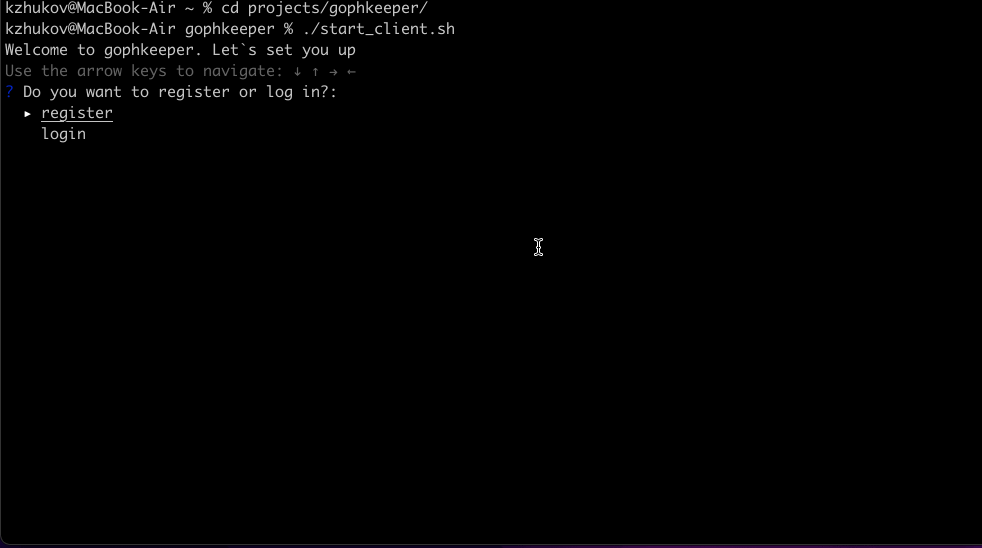 kzhukov@MacBook-Air ~ % cd projects/gophkeeper/
kzhukov@MacBook-Air gophkeeper % ./start_client.sh
Welcome to gophkeeper. Let`s set you up
Use the arrow keys to navigate: ↓ ↑ → ←
? Do you want to register or log in?:
▸ register
login